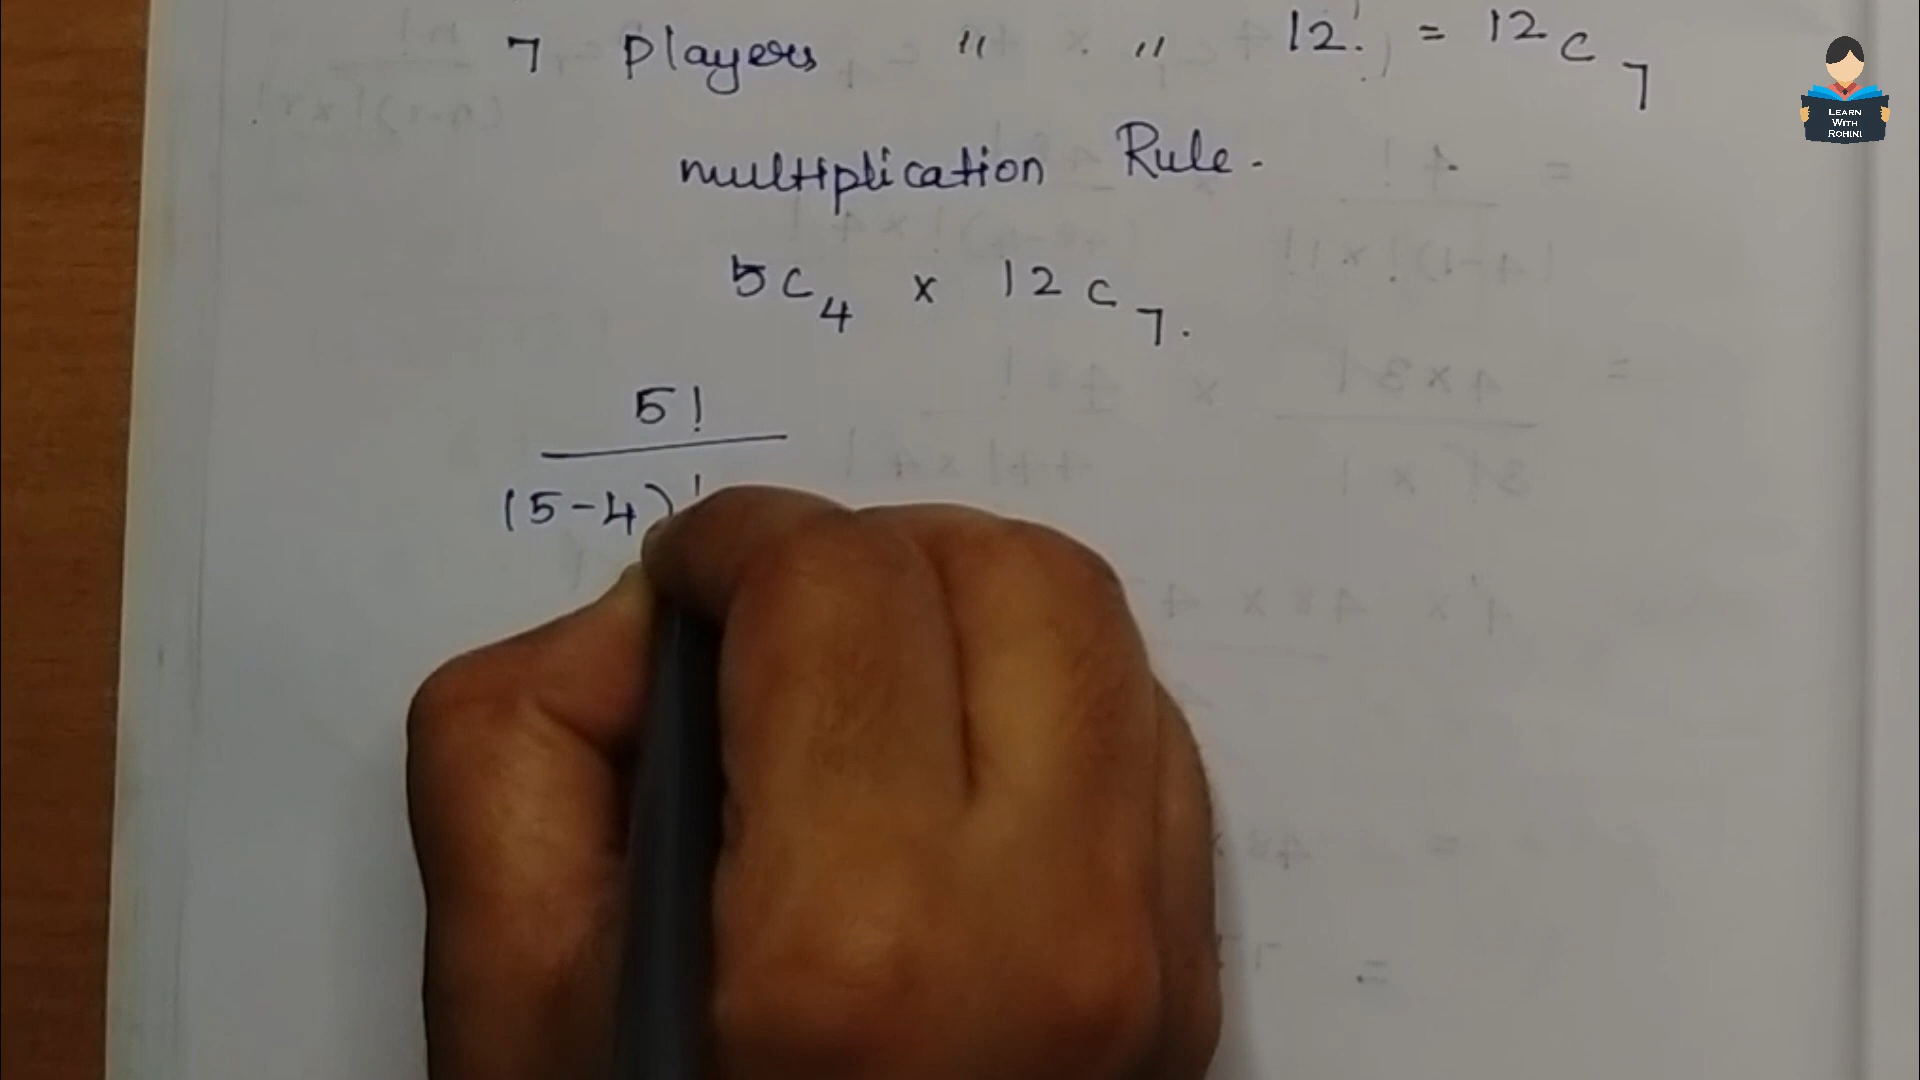 7 Players " " 12! = 12C7
LEARN
WITH
ROHINI
multiplication Rule.
5C4 x 12C7.
5!
(5-4)!